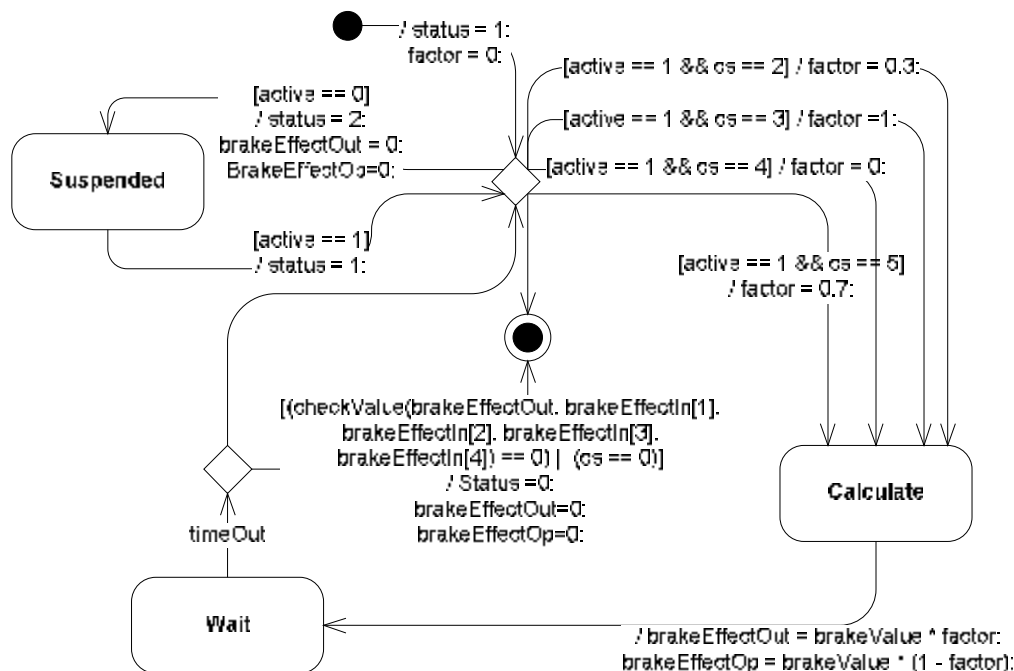 / status = 1;
factor = 0;
[active == 1 && cs == 2] / factor = 0.3;
[active == 0]
/ status = 2;
brakeEffectOut = 0;
BrakeEffectOp=0;
[active == 1 && cs == 3] / factor =1;
[active == 1 && cs == 4] / factor = 0;
Suspended
[active == 1]
/ status = 1;
[active == 1 && cs == 5]
/ factor = 0.7;
[(checkValue(brakeEffectOut, brakeEffectIn[1],
brakeEffectIn[2], brakeEffectIn[3],
brakeEffectIn[4]) == 0) | (cs == 0)]
/ Status =0;
brakeEffectOut=0;
brakeEffectOp=0;
Calculate
timeOut
Wait
/ brakeEffectOut = brakeValue * factor;
brakeEffectOp = brakeValue * (1 - factor);